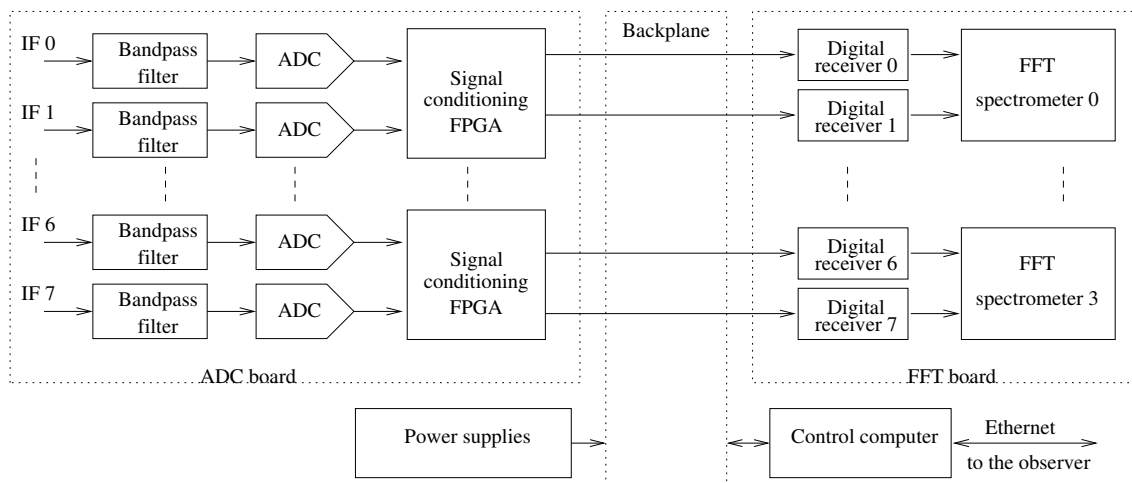 IF 0
Bandpass
filter
ADC
Signal
conditioning
FPGA
Backplane
Digital
receiver 0
FFT
spectrometer 0
IF 1
Bandpass
filter
ADC
Digital
receiver 1
IF 6
Bandpass
filter
ADC
Signal
conditioning
FPGA
Digital
receiver 6
FFT
spectrometer 3
IF 7
Bandpass
filter
ADC
Digital
receiver 7
ADC board
FFT board
Power supplies
Control computer
Ethernet
to the observer